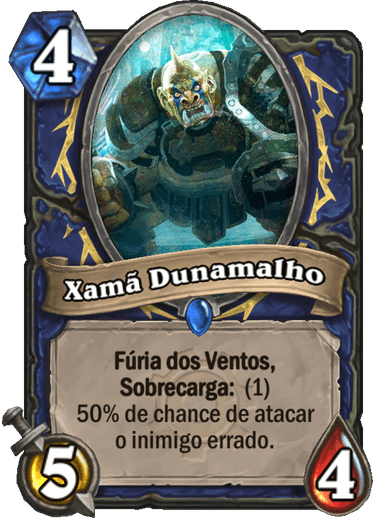 4
Xamã Dunamalho
Fúria dos Ventos,
Sobrecarga: (1)
50% de chance de atacar
o inimigo errado.
5
4